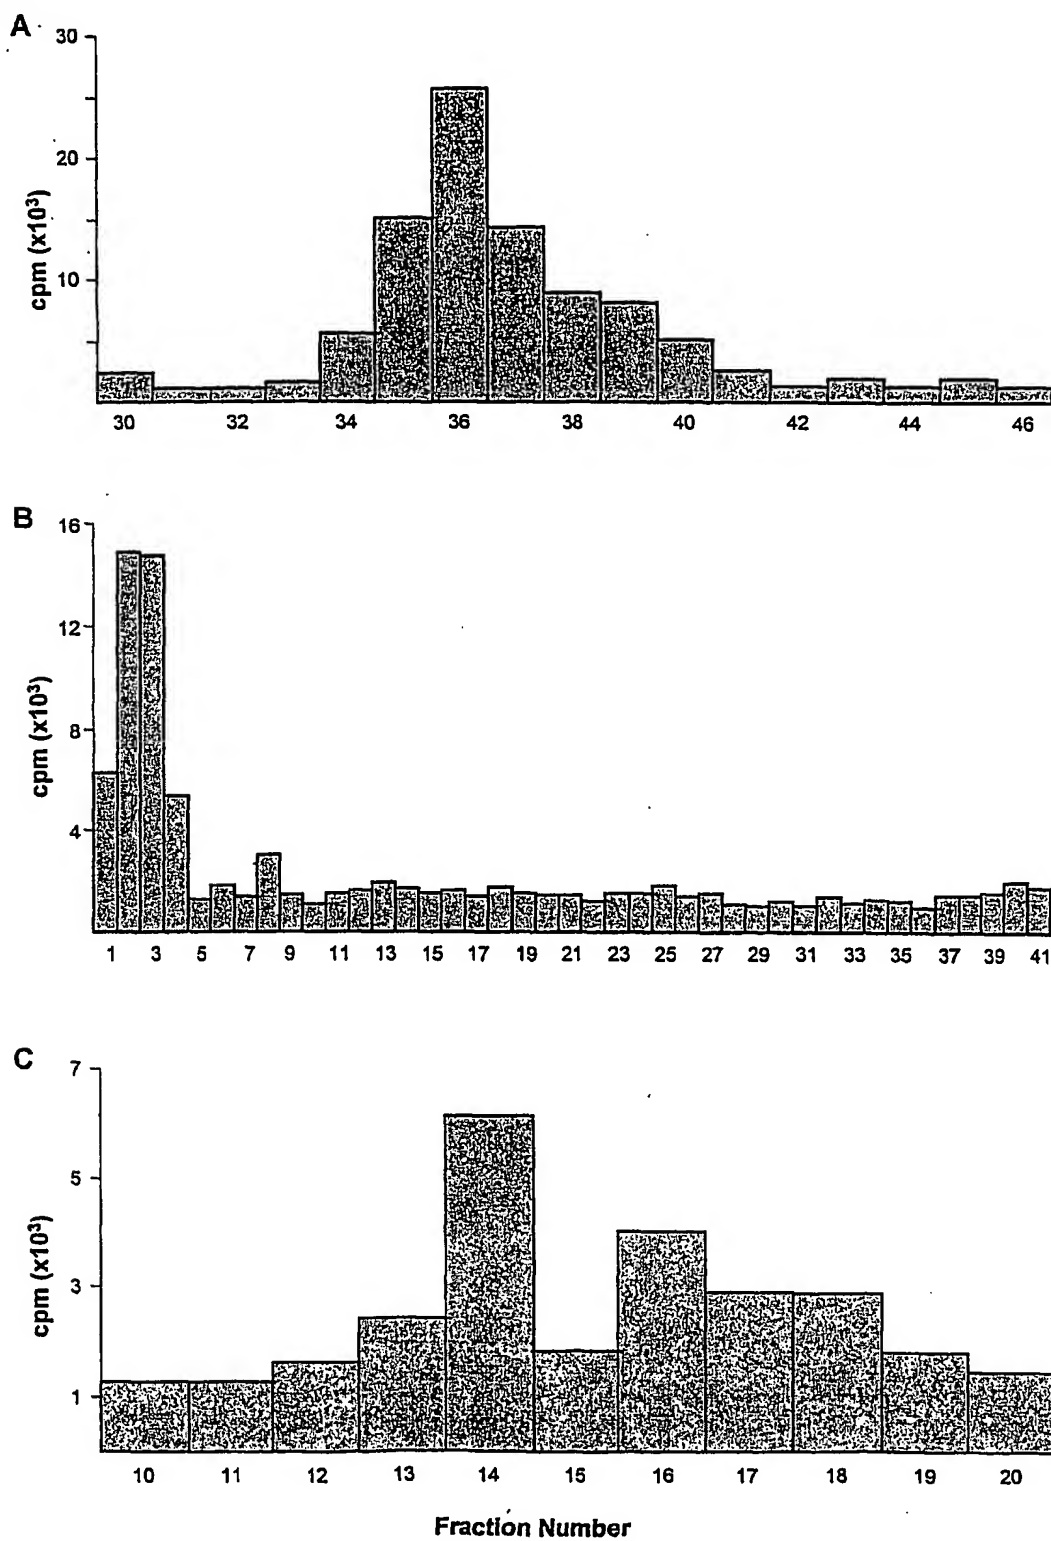 A
30
20
10
cpm (x10³)
30 32 34 36 38 40 42 44 46
B
16
12
8
4
cpm (x10³)
1 3 5 7 9 11 13 15 17 19 21 23 25 27 29 31 33 35 37 39 41
C
7
5
3
1
cpm (x10³)
10 11 12 13 14 15 16 17 18 19 20
Fraction Number